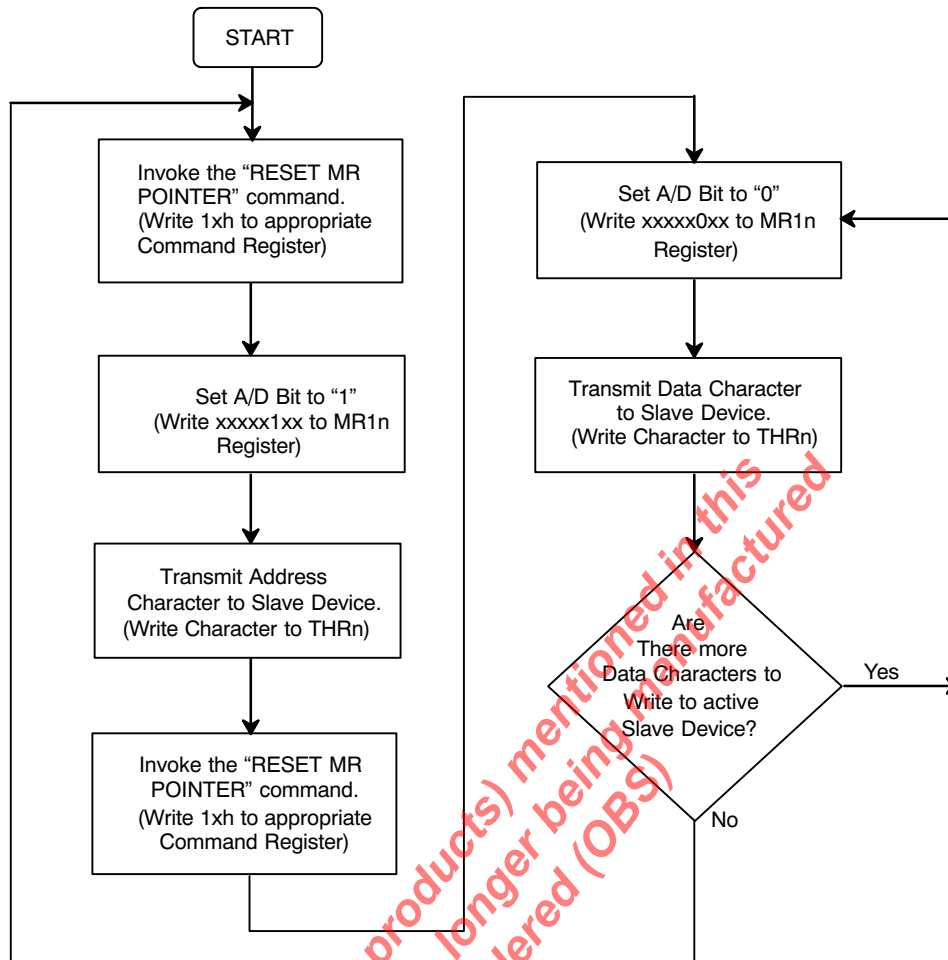 START
Invoke the “RESET MR
POINTER” command.
(Write 1xh to appropriate
Command Register)
Set A/D Bit to “1”
(Write xxxxx1xx to MR1n
Register)
Transmit Address
Character to Slave Device.
(Write Character to THRn)
Invoke the “RESET MR
POINTER” command.
(Write 1xh to appropriate
Command Register)
Set A/D Bit to “0”
(Write xxxxx0xx to MR1n
Register)
Transmit Data Character
to Slave Device.
(Write Character to THRn)
Are
There more
Data Characters to
Write to active
Slave Device?
Yes
No
products) mentioned in this
longer being manufactured
dered (OBS)